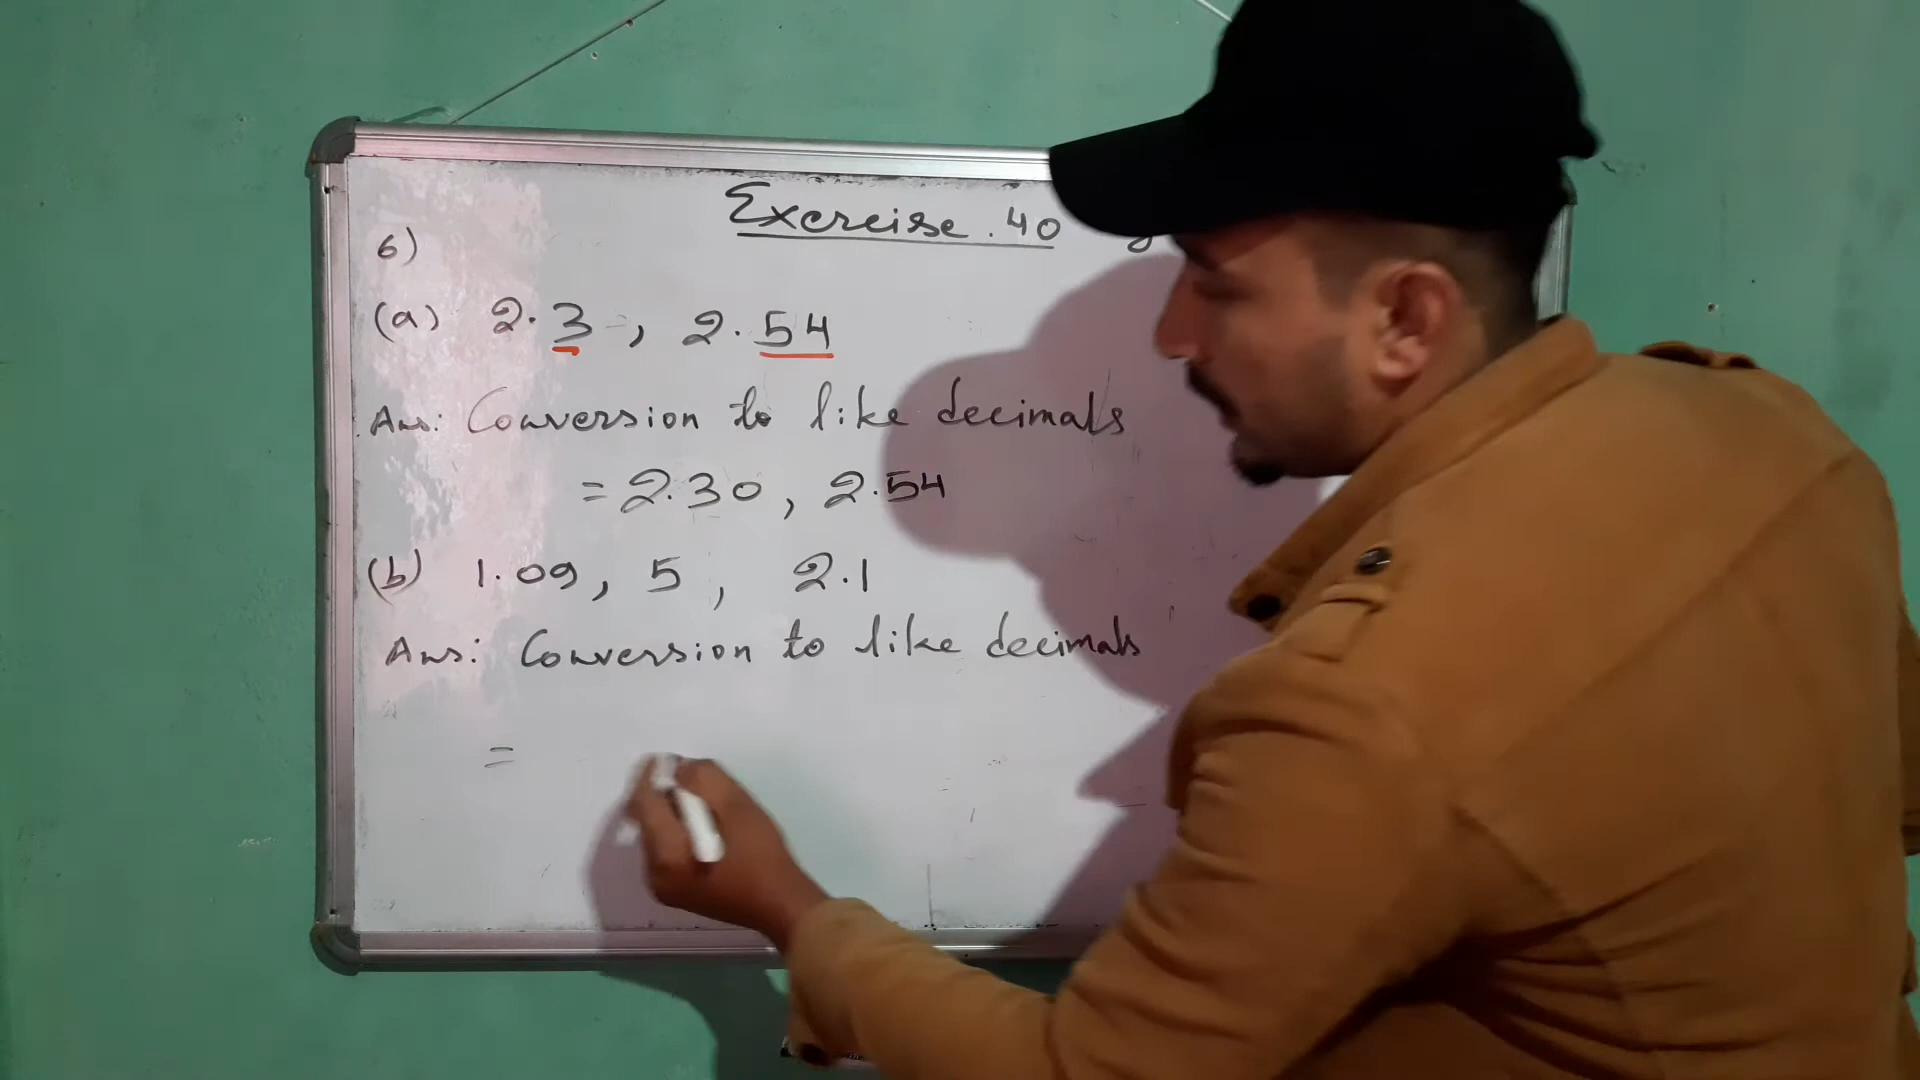 Exercise . 40
6)
(a) 2.3 , 2.54
Ans: Conversion to like decimals
= 2.30 , 2.54
(b) 1.09 , 5 , 2.1
Ans: Conversion to like decimals
=